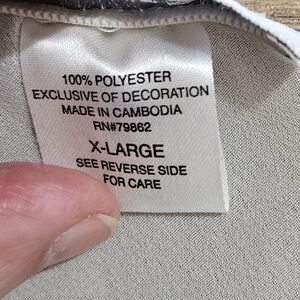 100% POLYESTER
EXCLUSIVE OF DECORATION
MADE IN CAMBODIA
RN#79862
X-LARGE
SEE REVERSE SIDE
FOR CARE